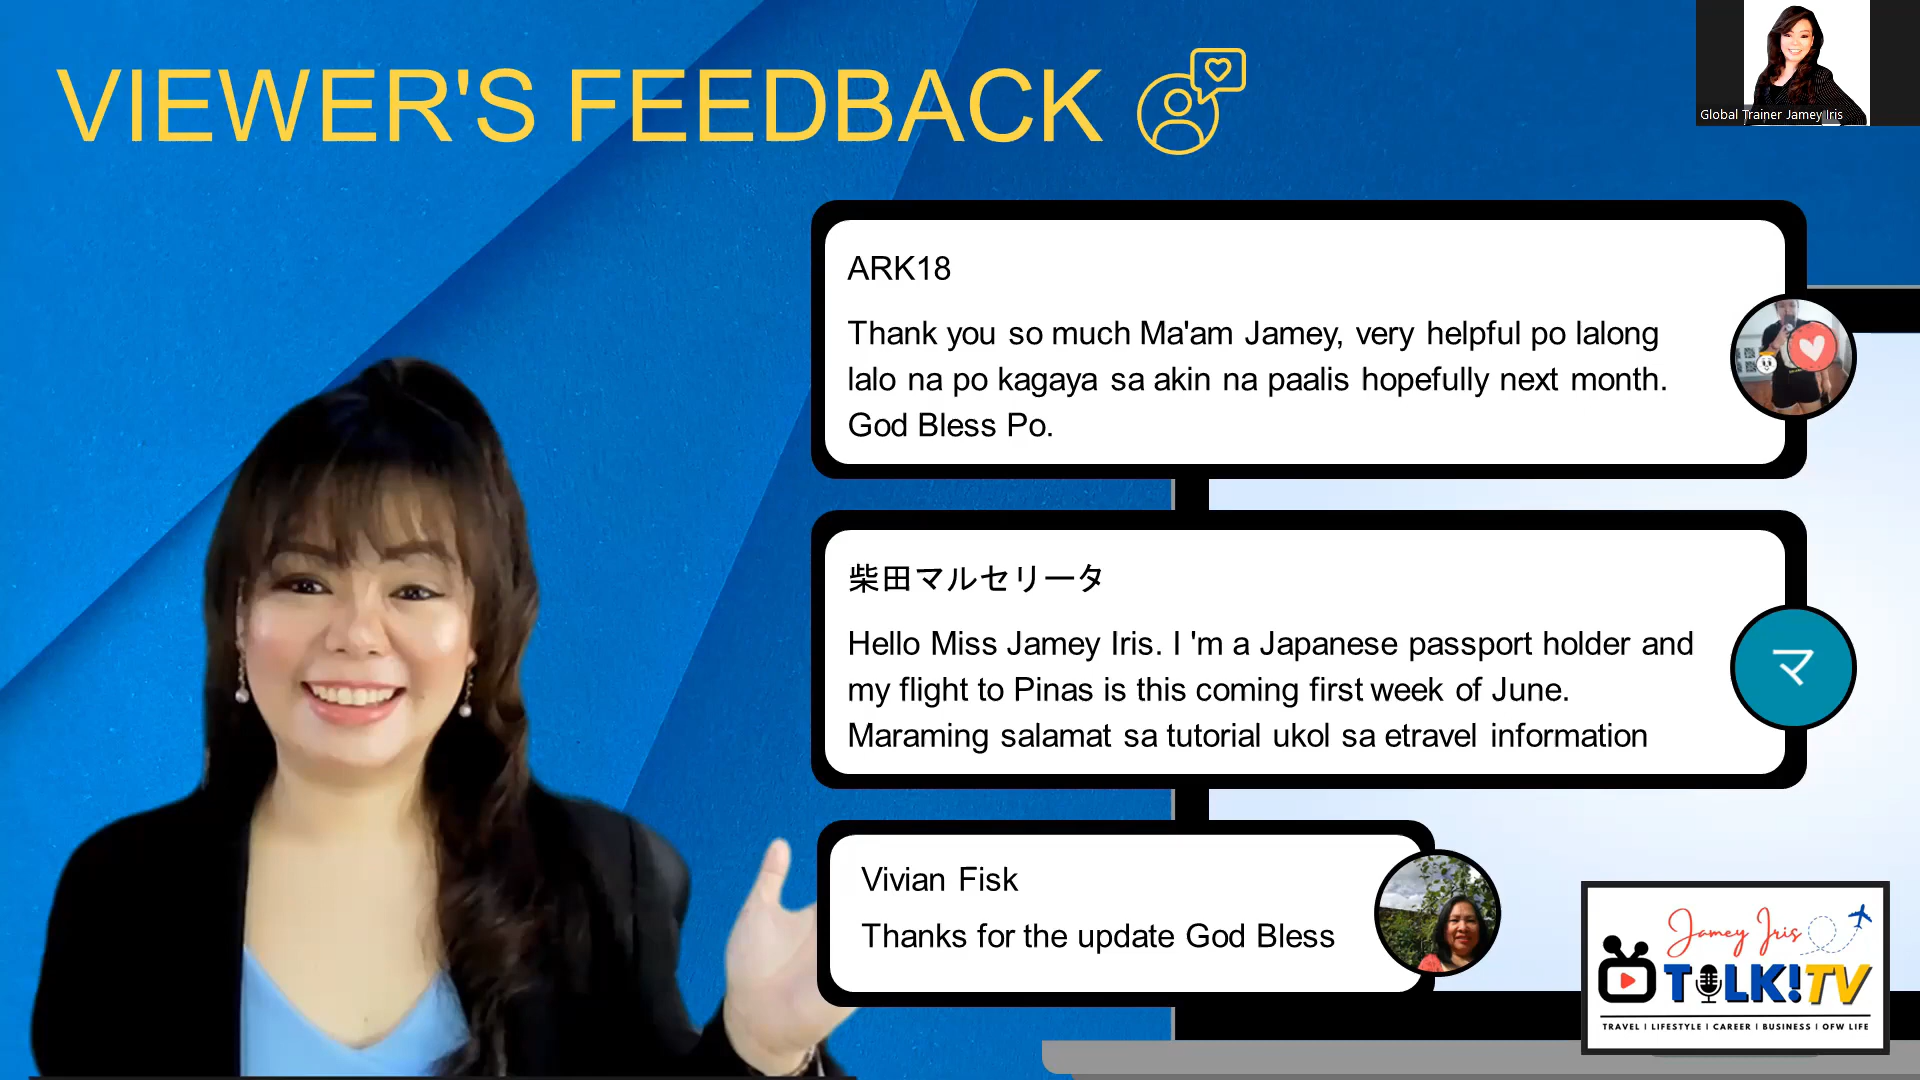 VIEWER'S FEEDBACK
Global Trainer Jamey Iris
ARK18
Thank you so much Ma'am Jamey, very helpful po lalong
lalo na po kagaya sa akin na paalis hopefully next month.
God Bless Po.
柴田マルセリータ
Hello Miss Jamey Iris. I 'm a Japanese passport holder and
my flight to Pinas is this coming first week of June.
Maraming salamat sa tutorial ukol sa etravel information
マ
Vivian Fisk
Thanks for the update God Bless
Jamey Iris
TALK!TV
TRAVEL | LIFESTYLE | CAREER | BUSINESS | OFW LIFE